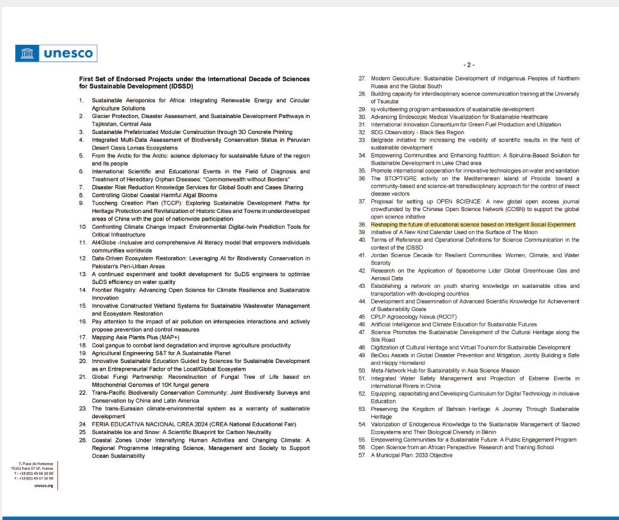 unesco
First Set of Endorsed Projects under the International Decade of Sciences
for Sustainable Development (IDSSD)
1. Sustainable Aeroponics for Africa: Integrating Renewable Energy and Circular
Agriculture Solutions
2. Glacier Protection, Disaster Assessment, and Sustainable Development Pathways in
Tajikistan, Central Asia
3. Sustainable Prefabricated Modular Construction through 3D Concrete Printing
4. Integrated Multi-Data Assessment of Biodiversity Conservation Status in Peruvian
Desert Oasis Lomas Ecosystems
5. From the Arctic for the Arctic: science diplomacy for sustainable future of the region
and its people
6. International Scientific and Educational Events in the Field of Diagnosis and
Treatment of Hereditary Orphan Diseases: "Commonwealth without Borders"
7. Disaster Risk Reduction Knowledge Services for Global South and Cases Sharing
8. Controlling Global Coastal Harmful Algal Blooms
9. Tuocheng Creation Plan (TCCP): Exploring Sustainable Development Paths for
Heritage Protection and Revitalization of Historic Cities and Towns in underdeveloped
areas of China with the goal of nationwide participation
10. Confronting Climate Change Impact: Environmental Digital-twin Prediction Tools for
Critical Infrastructure
11. AI4Globe -Inclusive and comprehensive AI literacy model that empowers individuals
communities worldwide
12. Data-Driven Ecosystem Restoration: Leveraging AI for Biodiversity Conservation in
Pakistan's Peri-Urban Areas
13. A continued experiment and toolkit development for SUDS engineers to optimise
SuDS efficiency on water quality
14. Frontier Registry: Advancing Open Science for Climate Resilience and Sustainable
Innovation
15. Innovative Constructed Wetland Systems for Sustainable Wastewater Management
and Ecosystem Restoration
16. Pay attention to the impact of air pollution on interspecies interactions and actively
propose prevention and control measures
17. Mapping Asia Plants Plus (MAP+)
18. Coal gangue to combat land degradation and improve agriculture productivity
19. Agricultural Engineering S&T for A Sustainable Planet
20. Innovative Sustainable Education Guided by Sciences for Sustainable Development
as an Entrepreneurial Factor of the Local/Global Ecosystem
21. Global Fungi Partnership: Reconstruction of Fungal Tree of Life based on
Mitochondrial Genomes of 10K fungal genera
22. Trans-Pacific Biodiversity Conservation Community: Joint Biodiversity Surveys and
Conservation by China and Latin America
23. The trans-Eurasian climate-environmental system as a warranty of sustainable
development
24. FERIA EDUCATIVA NACIONAL CREA 2024 (CREA National Educational Fair)
25. Sustainable Ice and Snow: A Scientific Blueprint for Carbon Neutrality
26. Coastal Zones Under Intensifying Human Activities and Changing Climate: A
Regional Programme Integrating Science, Management and Society to Support
Ocean Sustainability
7, Place de Fontenoy
75352 Paris 07 SP, France
unesco.org
- 2 -
27. Modern Geoculture: Sustainable Development of Indigenous Peoples of Northern
Russia and the Global South
28. Building capacity for interdisciplinary science communication training at the University
of Tsukuba
29. iq-volunteering program ambassadors of sustainable development
30. Advancing Endoscopic Medical Visualization for Sustainable Healthcare
31. International Innovation Consortium for Green Fuel Production and Utilization
32. SDG Observatory - Black Sea Region
33. Belgrade initiative for increasing the visibility of scientific results in the field of
sustainable development
34. Empowering Communities and Enhancing Nutrition: A Spirulina-Based Solution for
Sustainable Development in Lake Chad area
35. Promote international cooperation for innovative technologies on water and sanitation
36. The STOPTIGRE activity on the Mediterranean island of Procida: toward a
community-based and science-art transdisciplinary approach for the control of insect
disease vectors
37. Proposal for setting up OPEN SCIENCE: A new global open access journal
crowdfunded by the Chinese Open Science Network (COSN) to support the global
open science initiative
38. Reshaping the future of educational science based on Intelligent Social Experiment
39. Initiative of A New Kind Calendar Used on the Surface of The Moon
40. Terms of Reference and Operational Definitions for Science Communication in the
context of the IDSSD
41. Jordan Science Decade for Resilient Communities: Women, Climate, and Water
Scarcity
42. Research on the Application of Spaceborne Lidar Global Greenhouse Gas and
Aerosol Data
43. Establishing a network on youth sharing knowledge on sustainable cities and
transportation with developing countries
44. Development and Dissemination of Advanced Scientific Knowledge for Achievement
of Sustainability Goals
45. CPLP Agroecology Nexus (ROOT)
46. Artificial Intelligence and Climate Education for Sustainable Futures
47. Science Promotes the Sustainable Development of the Cultural Heritage along the
Silk Road
48. Digitization of Cultural Heritage and Virtual Tourism for Sustainable Development
49. BeiDou Assists in Global Disaster Prevention and Mitigation, Jointly Building a Safe
and Happy Homeland
50. Meta-Network Hub for Sustainability in Asia Science Mission
51. Integrated Water Safety Management and Projection of Extreme Events in
international Rivers in China
52. Equipping, capacitating and Developing Curriculum for Digital Technology in inclusive
Education
53. Preserving the Kingdom of Bahrain Heritage: A Journey Through Sustainable
Heritage
54. Valorization of Endogenous Knowledge to the Sustainable Management of Sacred
Ecosystems and Their Biological Diversity in Bénin
55. Empowering Communities for a Sustainable Future: A Public Engagement Program
56. Open Science from an African Perspective: Research and Training School
57. A Municipal Plan: 2033 Objective